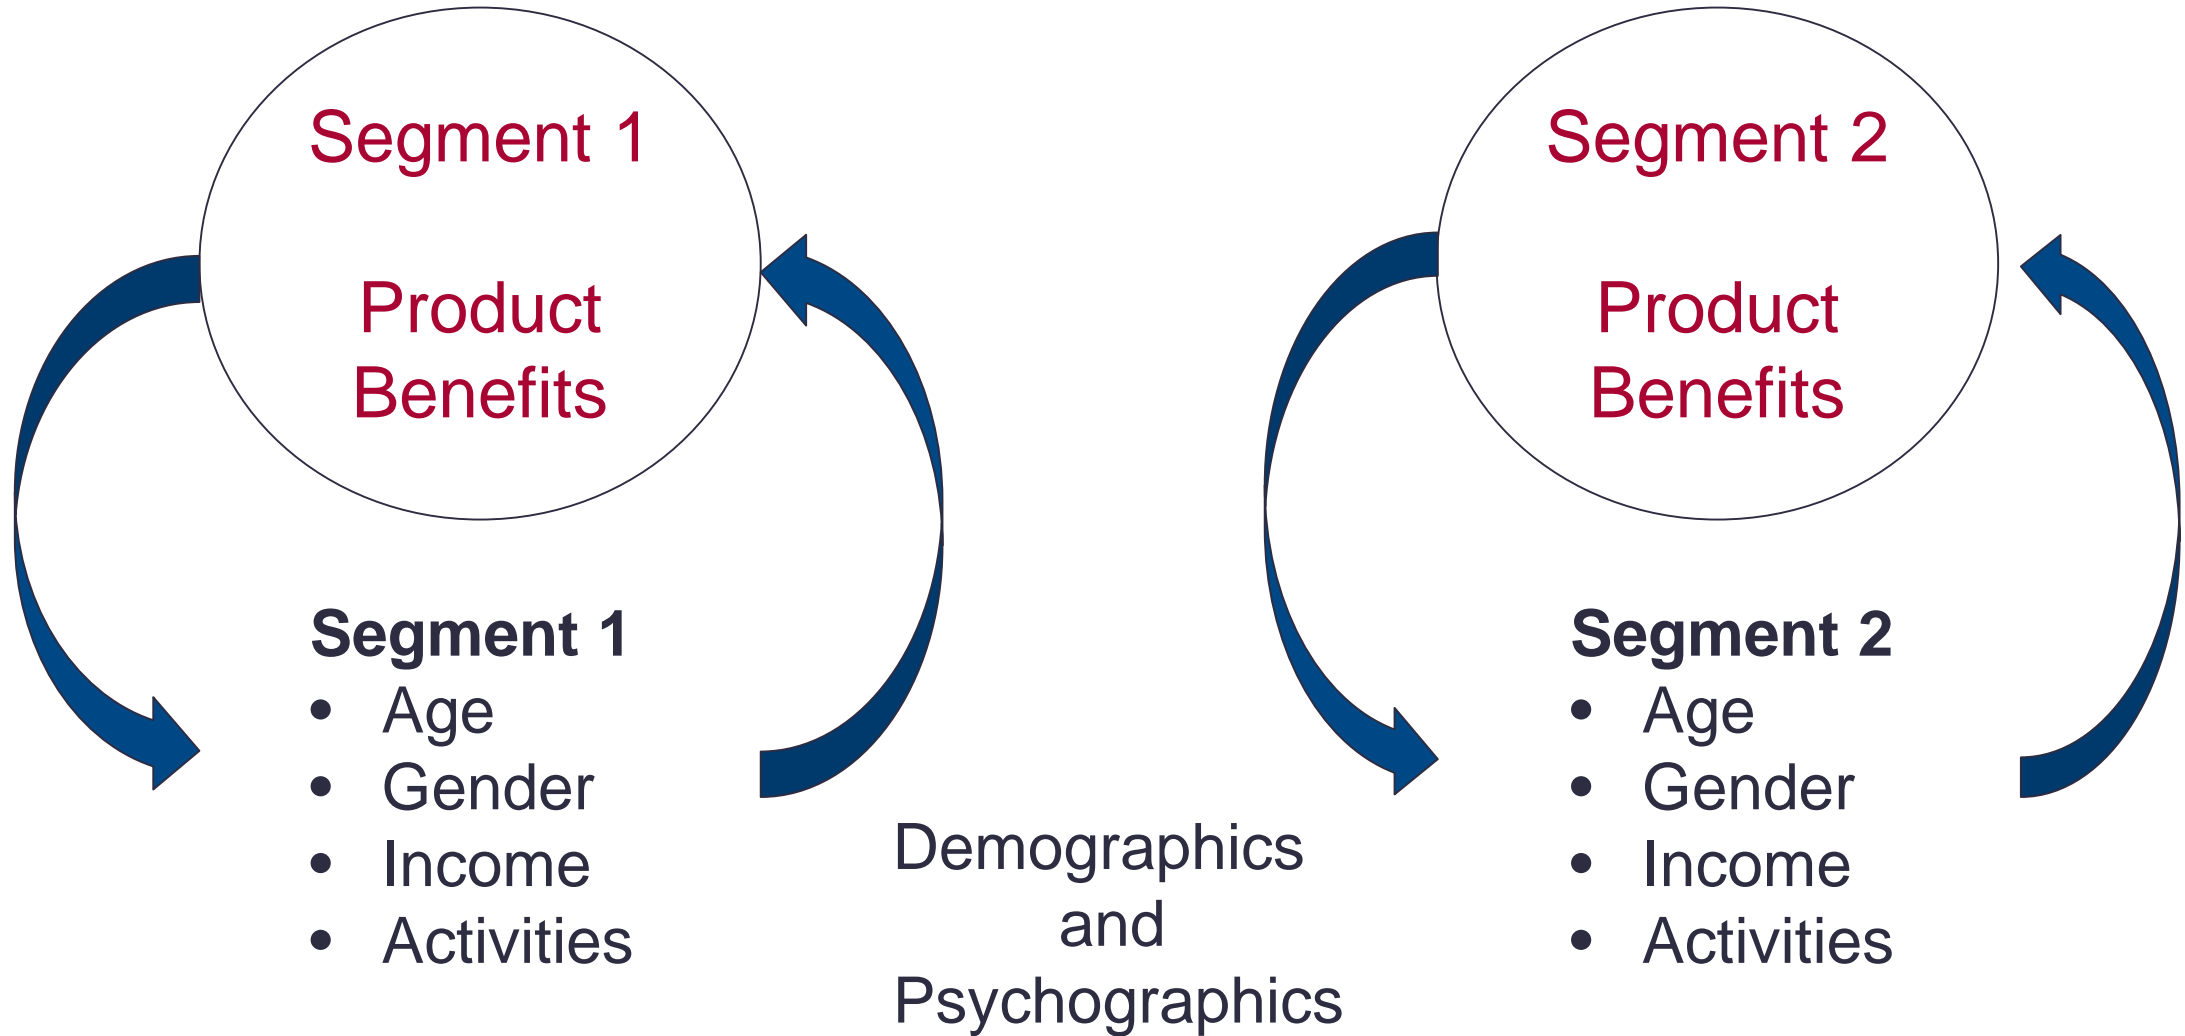 Segment 1
Product
Benefits
Segment 2
Product
Benefits
Segment 1
• Age
• Gender
• Income
• Activities
Demographics
and
Psychographics
Segment 2
• Age
• Gender
• Income
• Activities